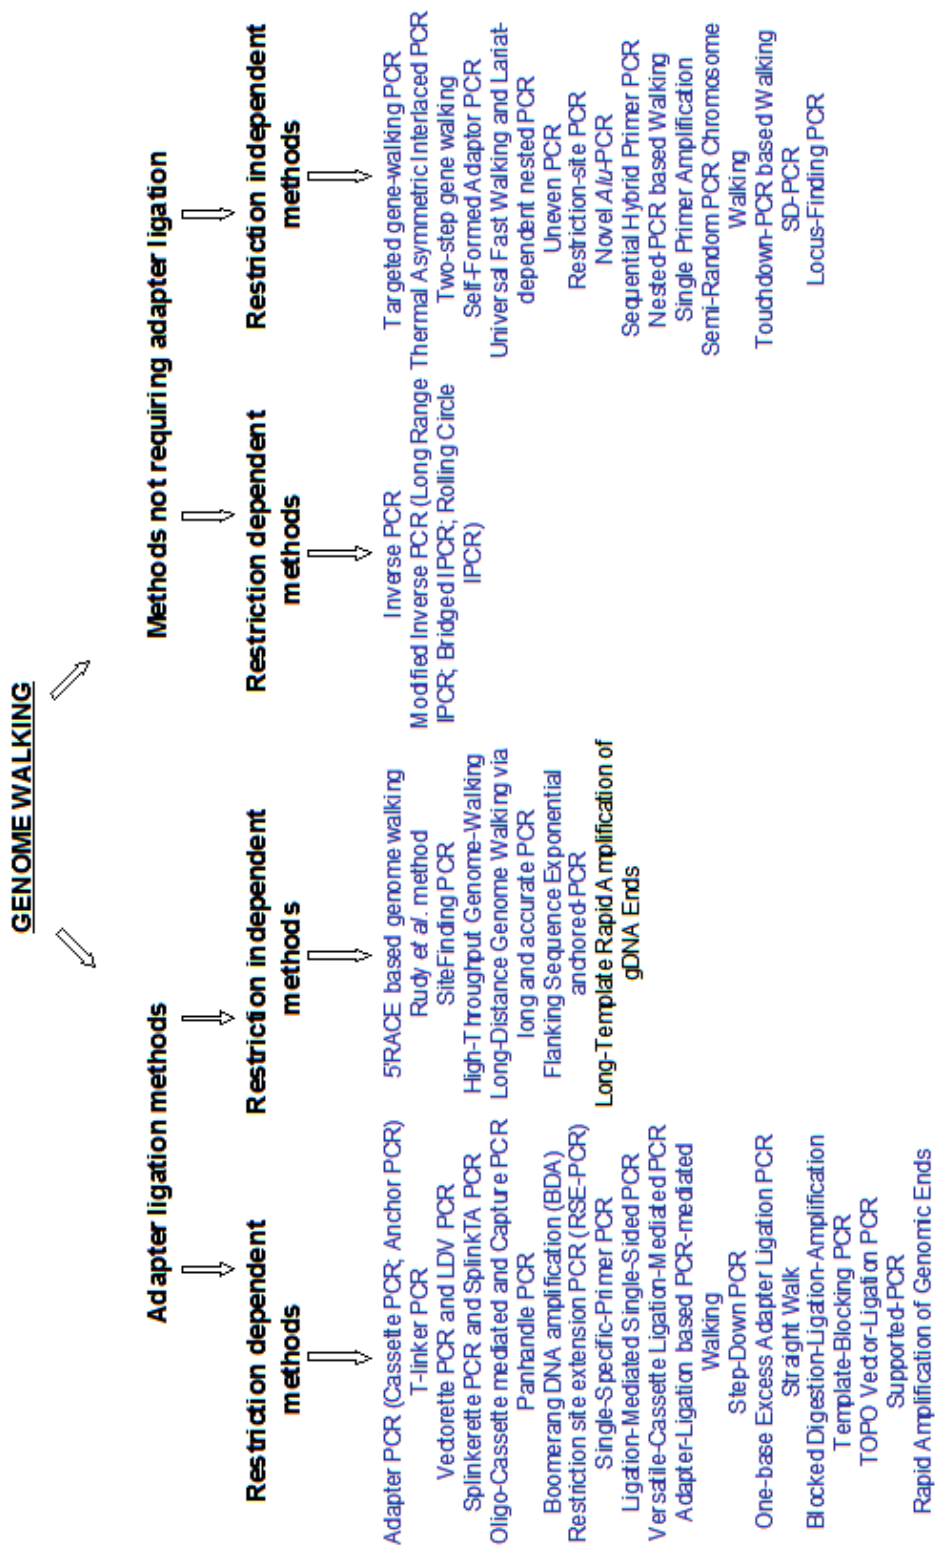 GENOME WALKING
Adapter ligation methods
Methods not requiring adapter ligation
Restriction dependent
methods
Restriction independent
methods
Restriction dependent
methods
Restriction independent
methods
Adapter PCR (Cassette PCR; Anchor PCR)
T-linker PCR
Vectorette PCR and LDV PCR
Splinkerette PCR and SplinkTA PCR
Oligo-Cassette mediated and Capture PCR
Panhandle PCR
Boomerang DNA amplification (BDA)
Restriction site extension PCR (RSE-PCR)
Single-Specific-Primer PCR
Ligation-Mediated Single-Sided PCR
Versatile-Cassette Ligation-Mediated PCR
Adapter-Ligation based PCR-mediated
Walking
Step-Down PCR
One-base Excess Adapter Ligation PCR
Straight Walk
Blocked Digestion-Ligation-Amplification
Template-Blocking PCR
TOPO Vector-Ligation PCR
Supported-PCR
Rapid Amplification of Genomic Ends
5'RACE based genome walking
Rudy et al. method
SiteFinding PCR
High-Throughput Genome-Walking
Long-Distance Genome Walking via
long and accurate PCR
Flanking Sequence Exponential
anchored-PCR
Long-Template Rapid Amplification of
gDNA Ends
Inverse PCR
Modified Inverse PCR (Long Range
IPCR; Bridged IPCR; Rolling Circle
IPCR)
Targeted gene-walking PCR
Thermal Asymmetric Interlaced PCR
Two-step gene walking
Self-Formed Adaptor PCR
Universal Fast Walking and Lariat-
dependent nested PCR
Uneven PCR
Restriction-site PCR
Novel Alu-PCR
Sequential Hybrid Primer PCR
Nested-PCR based Walking
Single Primer Amplification
Semi-Random PCR Chromosome
Walking
Touchdown-PCR based Walking
SD-PCR
Locus-Finding PCR